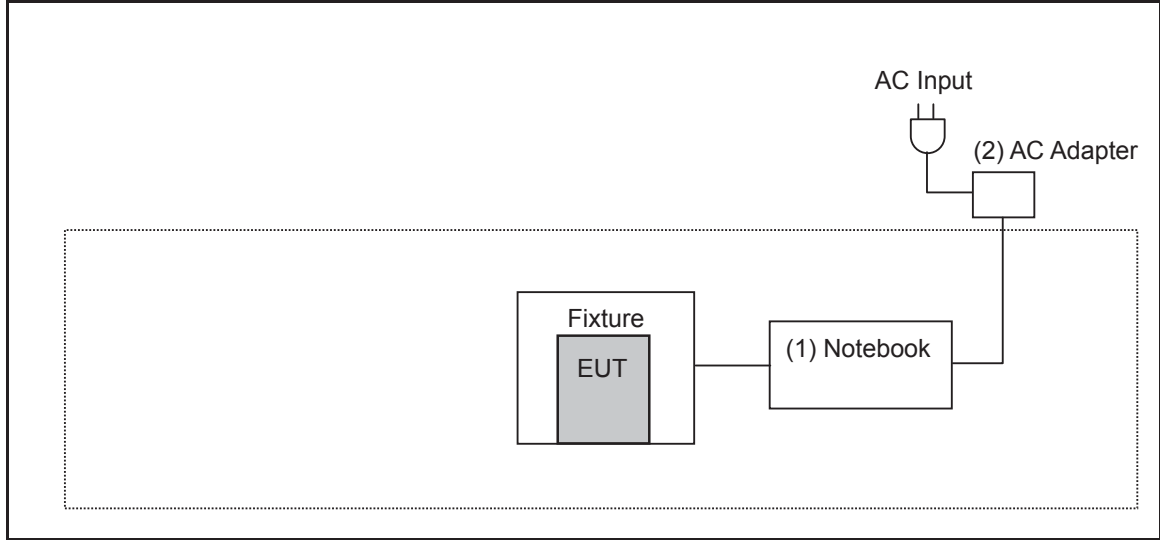 AC Input
(2) AC Adapter
Fixture
EUT
(1) Notebook